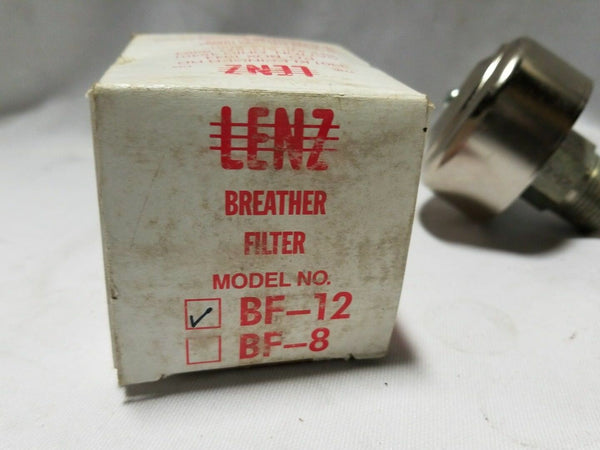 LENZ
LENZ
BREATHER
FILTER
MODEL NO.
BF-12
BF-8